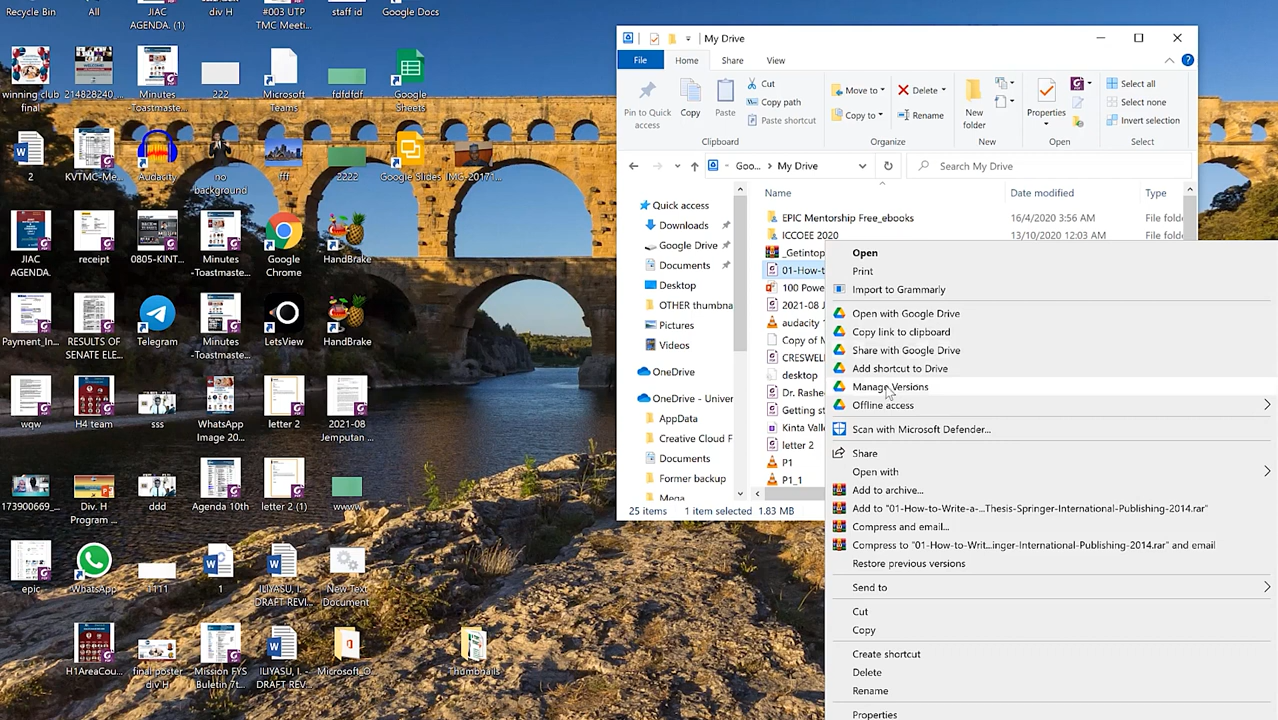 Recycle Bin
All
JIAC
AGENDA. (1)
div H
#003 UTP
TMC Meeti...
staff id
Google Docs
winning club
final
214828240_...
Minutes
-Toastmaste...
222
Microsoft
Teams
fdfdfdf
Google
Sheets
2
KVTMC-Me...
Audacity
no
background
fff
2222
Google Slides
IMG-20171...
JIAC
AGENDA.
receipt
0805-KINT...
Minutes
-Toastmaste...
Google
Chrome
HandBrake
Payment_In...
RESULTS OF
SENATE ELE...
Telegram
Minutes
-Toastmaste...
LetsView
HandBrake
wqw
H4 team
sss
WhatsApp
Image 20...
letter 2
2021-08
Jemputan ...
173900669_...
Div. H
Program ...
ddd
Agenda 10th
letter 2 (1)
wwww
epic
WhatsApp
1111
1
ILIYASU, I. -
DRAFT REVI...
New Text
Document
H1AreaCou...
final poster
div H
Mission FYS
Buletin 7t...
ILIYASU, I. -
DRAFT REV...
Microsoft_O...
Thumbnails
My Drive
File
Home
Share
View
Pin to Quick
access
Copy
Paste
Cut
Copy path
Paste shortcut
Clipboard
Move to
Copy to
Delete
Rename
Organize
New
folder
New
Properties
Open
Select all
Select none
Invert selection
Select
Goo... > My Drive
Search My Drive
Name
Date modified
Type
Quick access
Downloads
Google Drive
Documents
Desktop
OTHER thumbna
Pictures
Videos
OneDrive
OneDrive - Univer
AppData
Creative Cloud F
Documents
Former backup
Mega
EPIC Mentorship Free_ebooks
16/4/2020 3:56 AM
File folde
ICCOEE 2020
13/10/2020 12:03 AM
File folde
_Getintop
01-How-t
100 Powe
2021-08 J
audacity
Copy of M
CRESWELL
desktop
Dr. Rashe
Getting st
Kinta Vall
letter 2
P1
P1_1
25 items
1 item selected 1.83 MB
Open
Print
Import to Grammarly
Open with Google Drive
Copy link to clipboard
Share with Google Drive
Add shortcut to Drive
Manage Versions
Offline access
Scan with Microsoft Defender...
Share
Open with
Add to archive...
Add to "01-How-to-Write-a-...Thesis-Springer-International-Publishing-2014.rar"
Compress and email...
Compress to "01-How-to-Writ...inger-International-Publishing-2014.rar" and email
Restore previous versions
Send to
Cut
Copy
Create shortcut
Delete
Rename
Properties